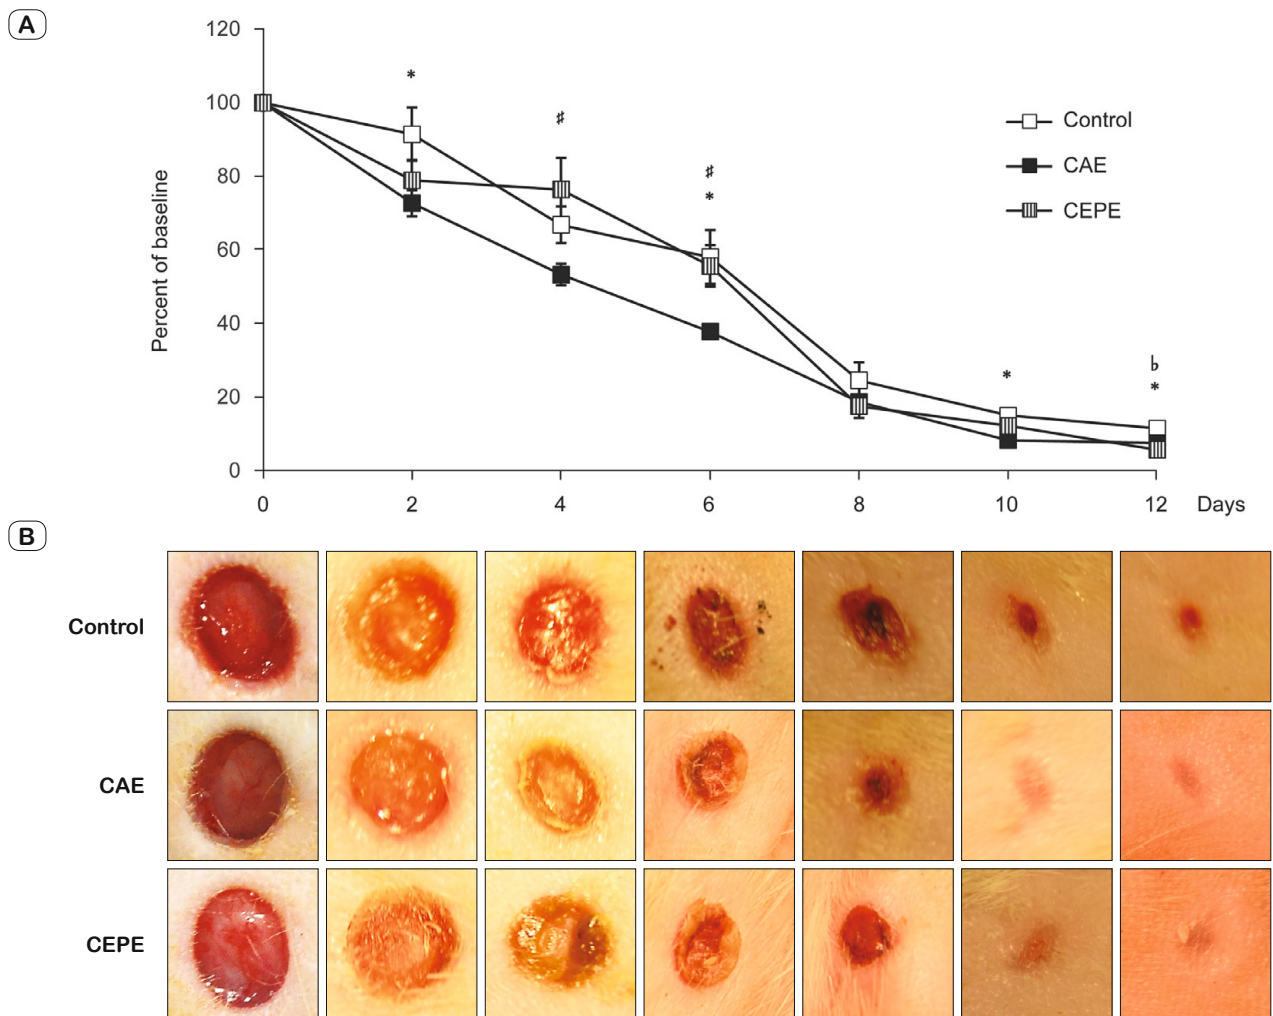 A
120
100
80
60
40
20
0
Percent of baseline
*
♯
♯
*
*
♭
*
Control
CAE
CEPE
0 2 4 6 8 10 12 Days
B
Control
CAE
CEPE